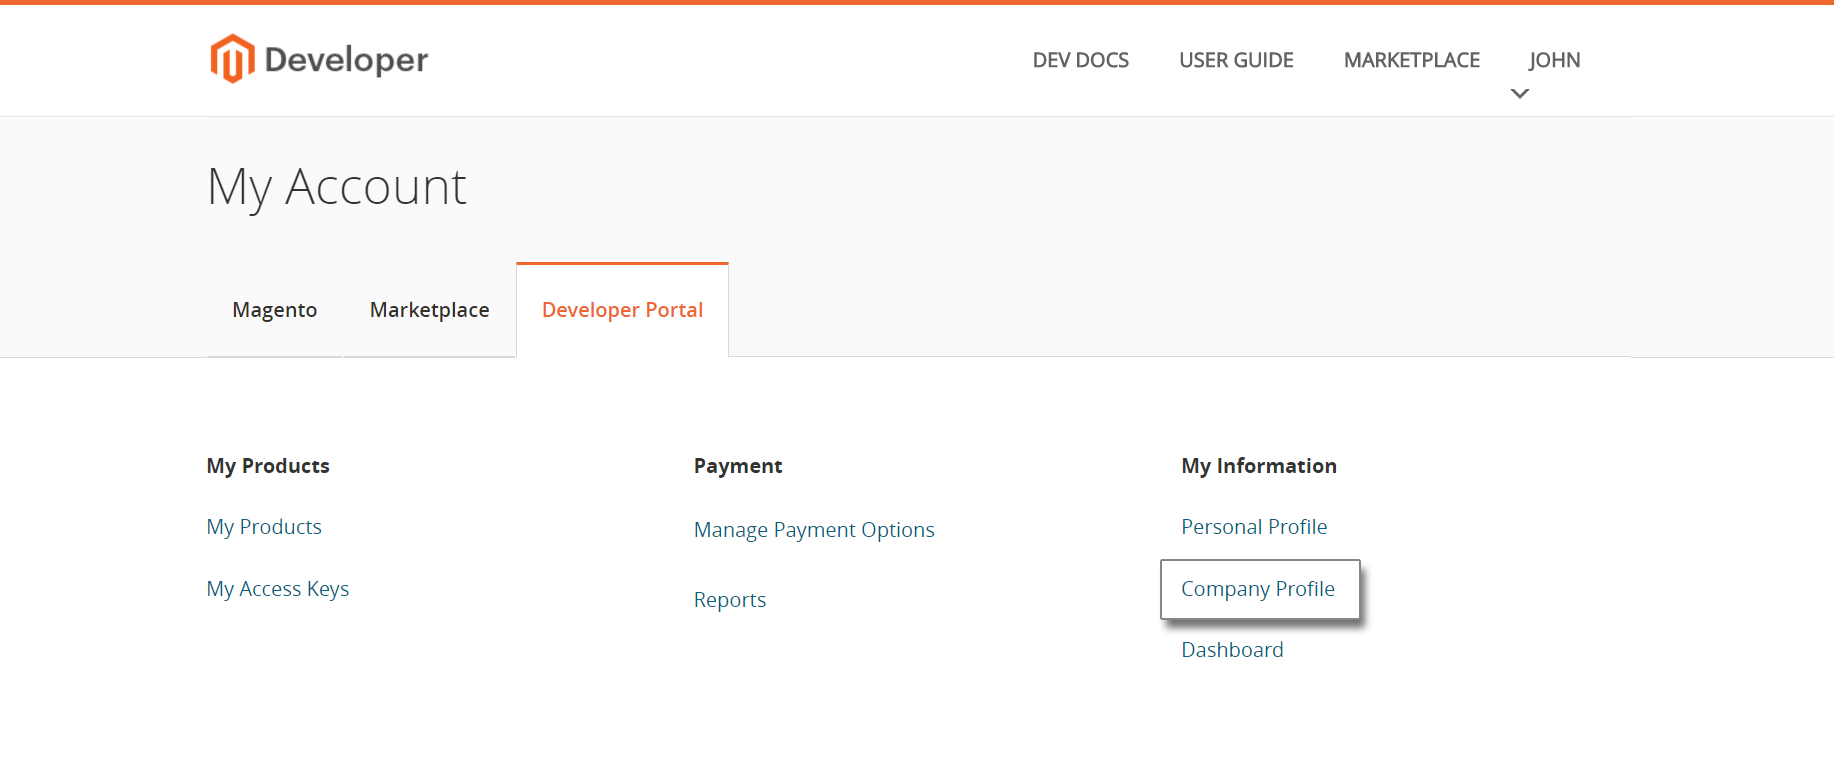 Developer
DEV DOCS USER GUIDE MARKETPLACE JOHN
My Account
Magento Marketplace Developer Portal
My Products
My Products
My Access Keys
Payment
Manage Payment Options
Reports
My Information
Personal Profile
Company Profile
Dashboard